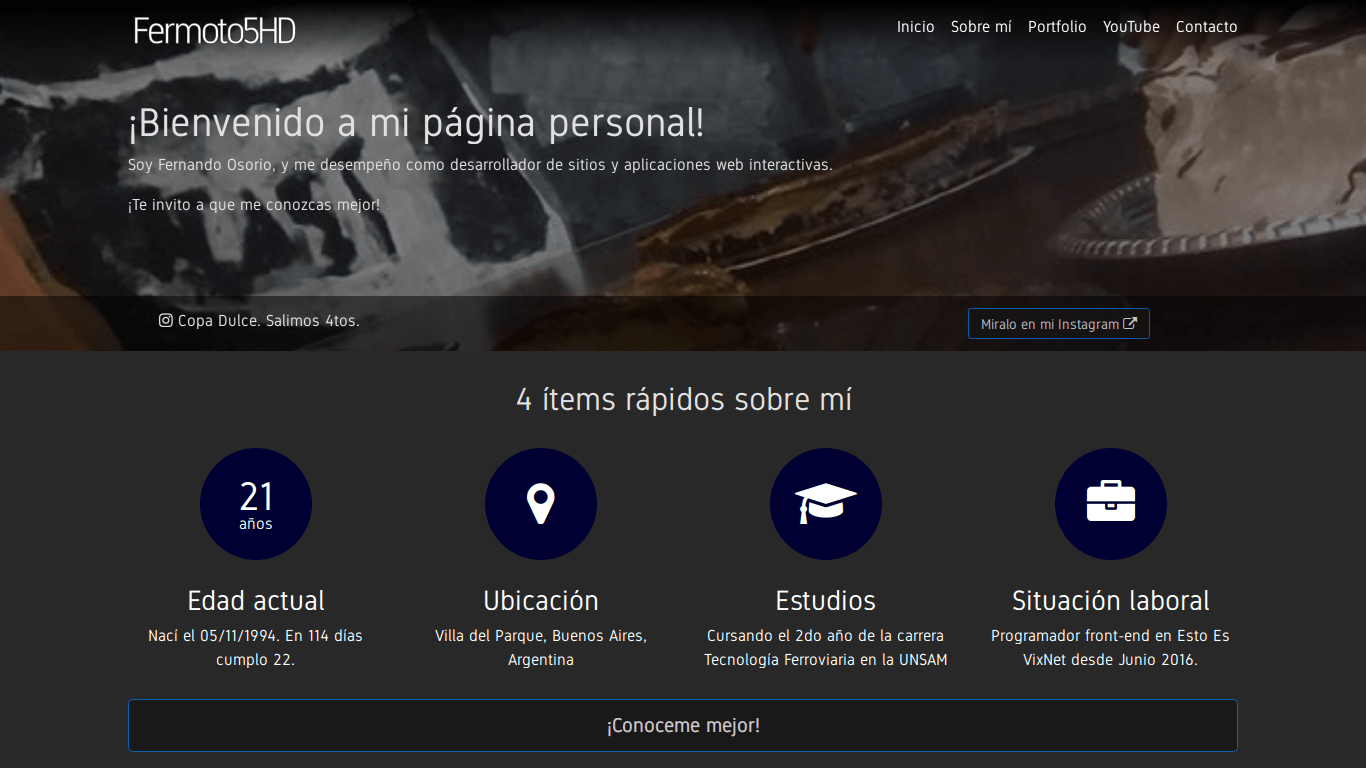 Fermoto5HD
Inicio Sobre mí Portfolio YouTube Contacto
¡Bienvenido a mi página personal!
Soy Fernando Osorio, y me desempeño como desarrollador de sitios y aplicaciones web interactivas.
¡Te invito a que me conozcas mejor!
Copa Dulce. Salimos 4tos.
Miralo en mi Instagram
4 ítems rápidos sobre mí
21
años
Edad actual
Nací el 05/11/1994. En 114 días
cumplo 22.
Ubicación
Villa del Parque, Buenos Aires,
Argentina
Estudios
Cursando el 2do año de la carrera
Tecnología Ferroviaria en la UNSAM
Situación laboral
Programador front-end en Esto Es
VixNet desde Junio 2016.
¡Conoceme mejor!